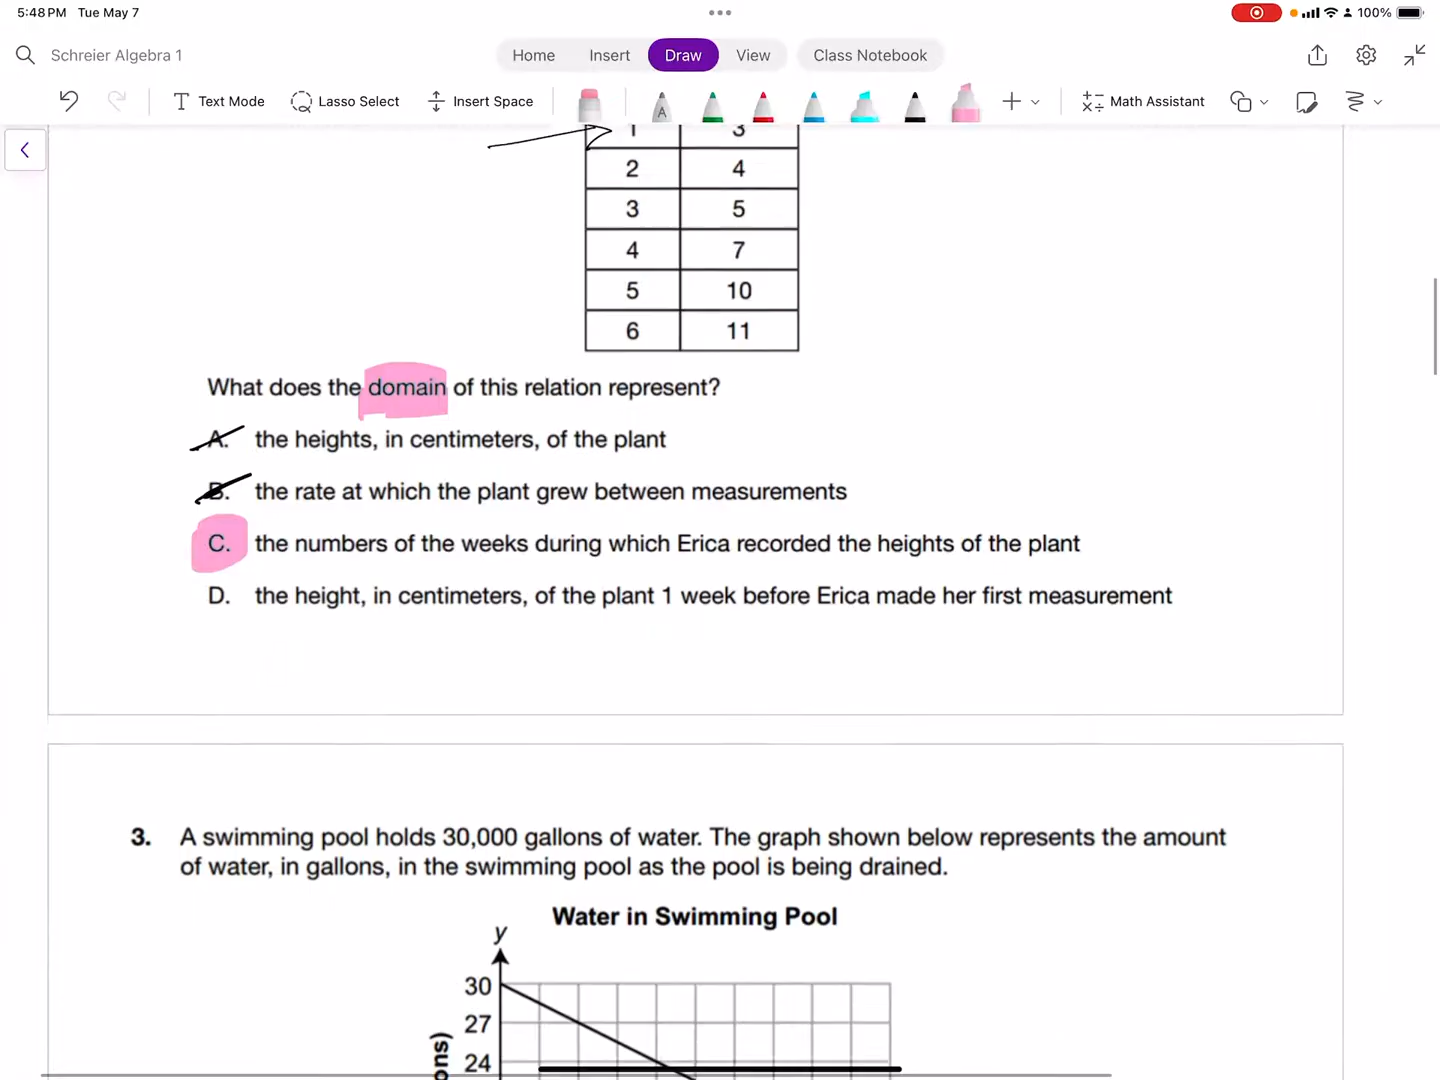 5:48 PM Tue May 7
100%
Schreier Algebra 1
Home Insert Draw View Class Notebook
Text Mode Lasso Select Insert Space A Math Assistant
1 3
2 4
3 5
4 7
5 10
6 11
What does the domain of this relation represent?
A. the heights, in centimeters, of the plant
B. the rate at which the plant grew between measurements
C. the numbers of the weeks during which Erica recorded the heights of the plant
D. the height, in centimeters, of the plant 1 week before Erica made her first measurement
3. A swimming pool holds 30,000 gallons of water. The graph shown below represents the amount
of water, in gallons, in the swimming pool as the pool is being drained.
Water in Swimming Pool
y
30
27
24
ons)